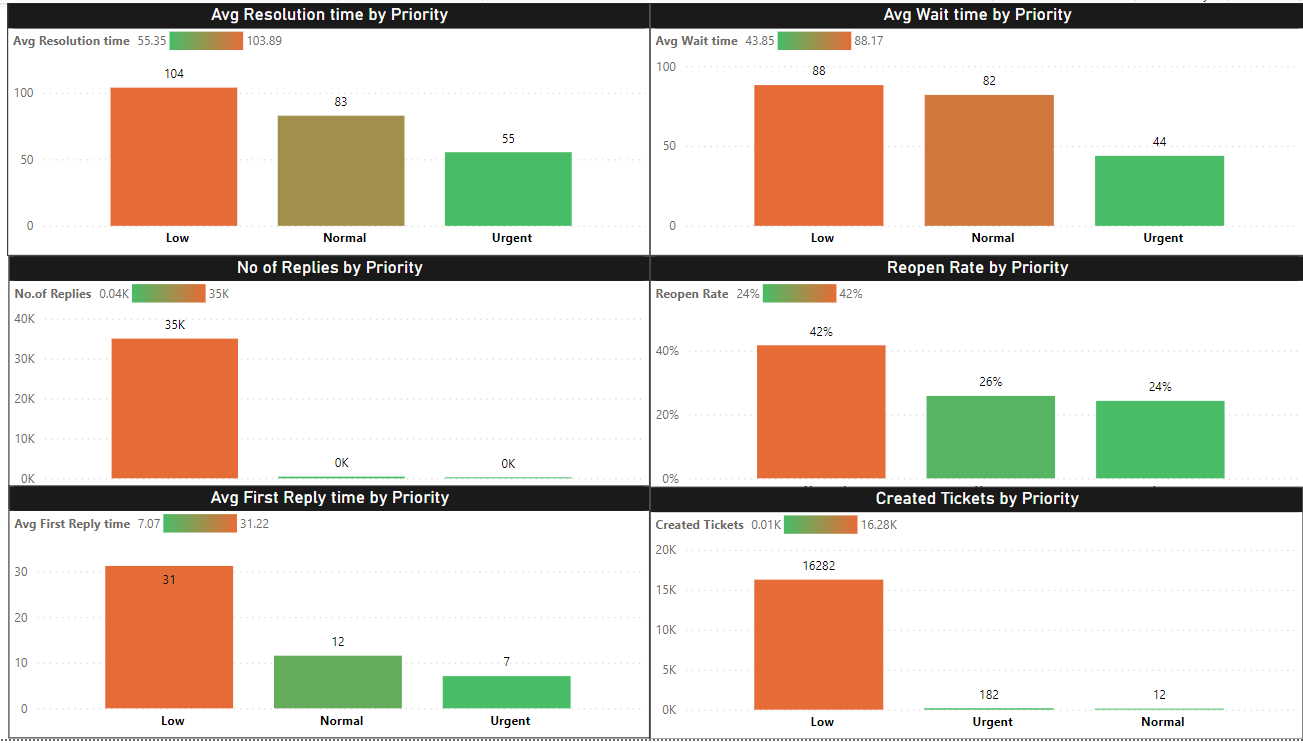 Avg Resolution time by Priority
Avg Resolution time 55.35 103.89
104
100
83
55
50
0
Low Normal Urgent
Avg Wait time by Priority
Avg Wait time 43.85 88.17
100
88
82
50
44
0
Low Normal Urgent
No of Replies by Priority
No.of Replies 0.04K 35K
40K
35K
30K
20K
10K
0K 0K
0K
Reopen Rate by Priority
Reopen Rate 24% 42%
42%
40%
26%
24%
20%
0%
Avg First Reply time by Priority
Avg First Reply time 7.07 31.22
30
31
20
12
10
7
0
Low Normal Urgent
Created Tickets by Priority
Created Tickets 0.01K 16.28K
20K
16282
15K
10K
5K
182 12
0K
Low Urgent Normal